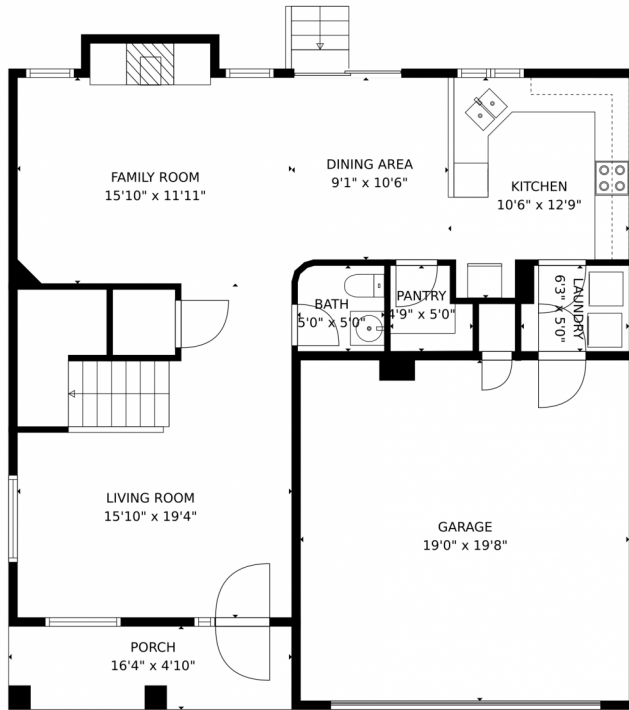 FAMILY ROOM
15'10" x 11'11"
DINING AREA
9'1" x 10'6"
KITCHEN
10'6" x 12'9"
BATH
5'0" x 5'0"
PANTRY
4'9" x 5'0"
LAUNDRY
6'3" x 5'0"
LIVING ROOM
15'10" x 19'4"
GARAGE
19'0" x 19'8"
PORCH
16'4" x 4'10"